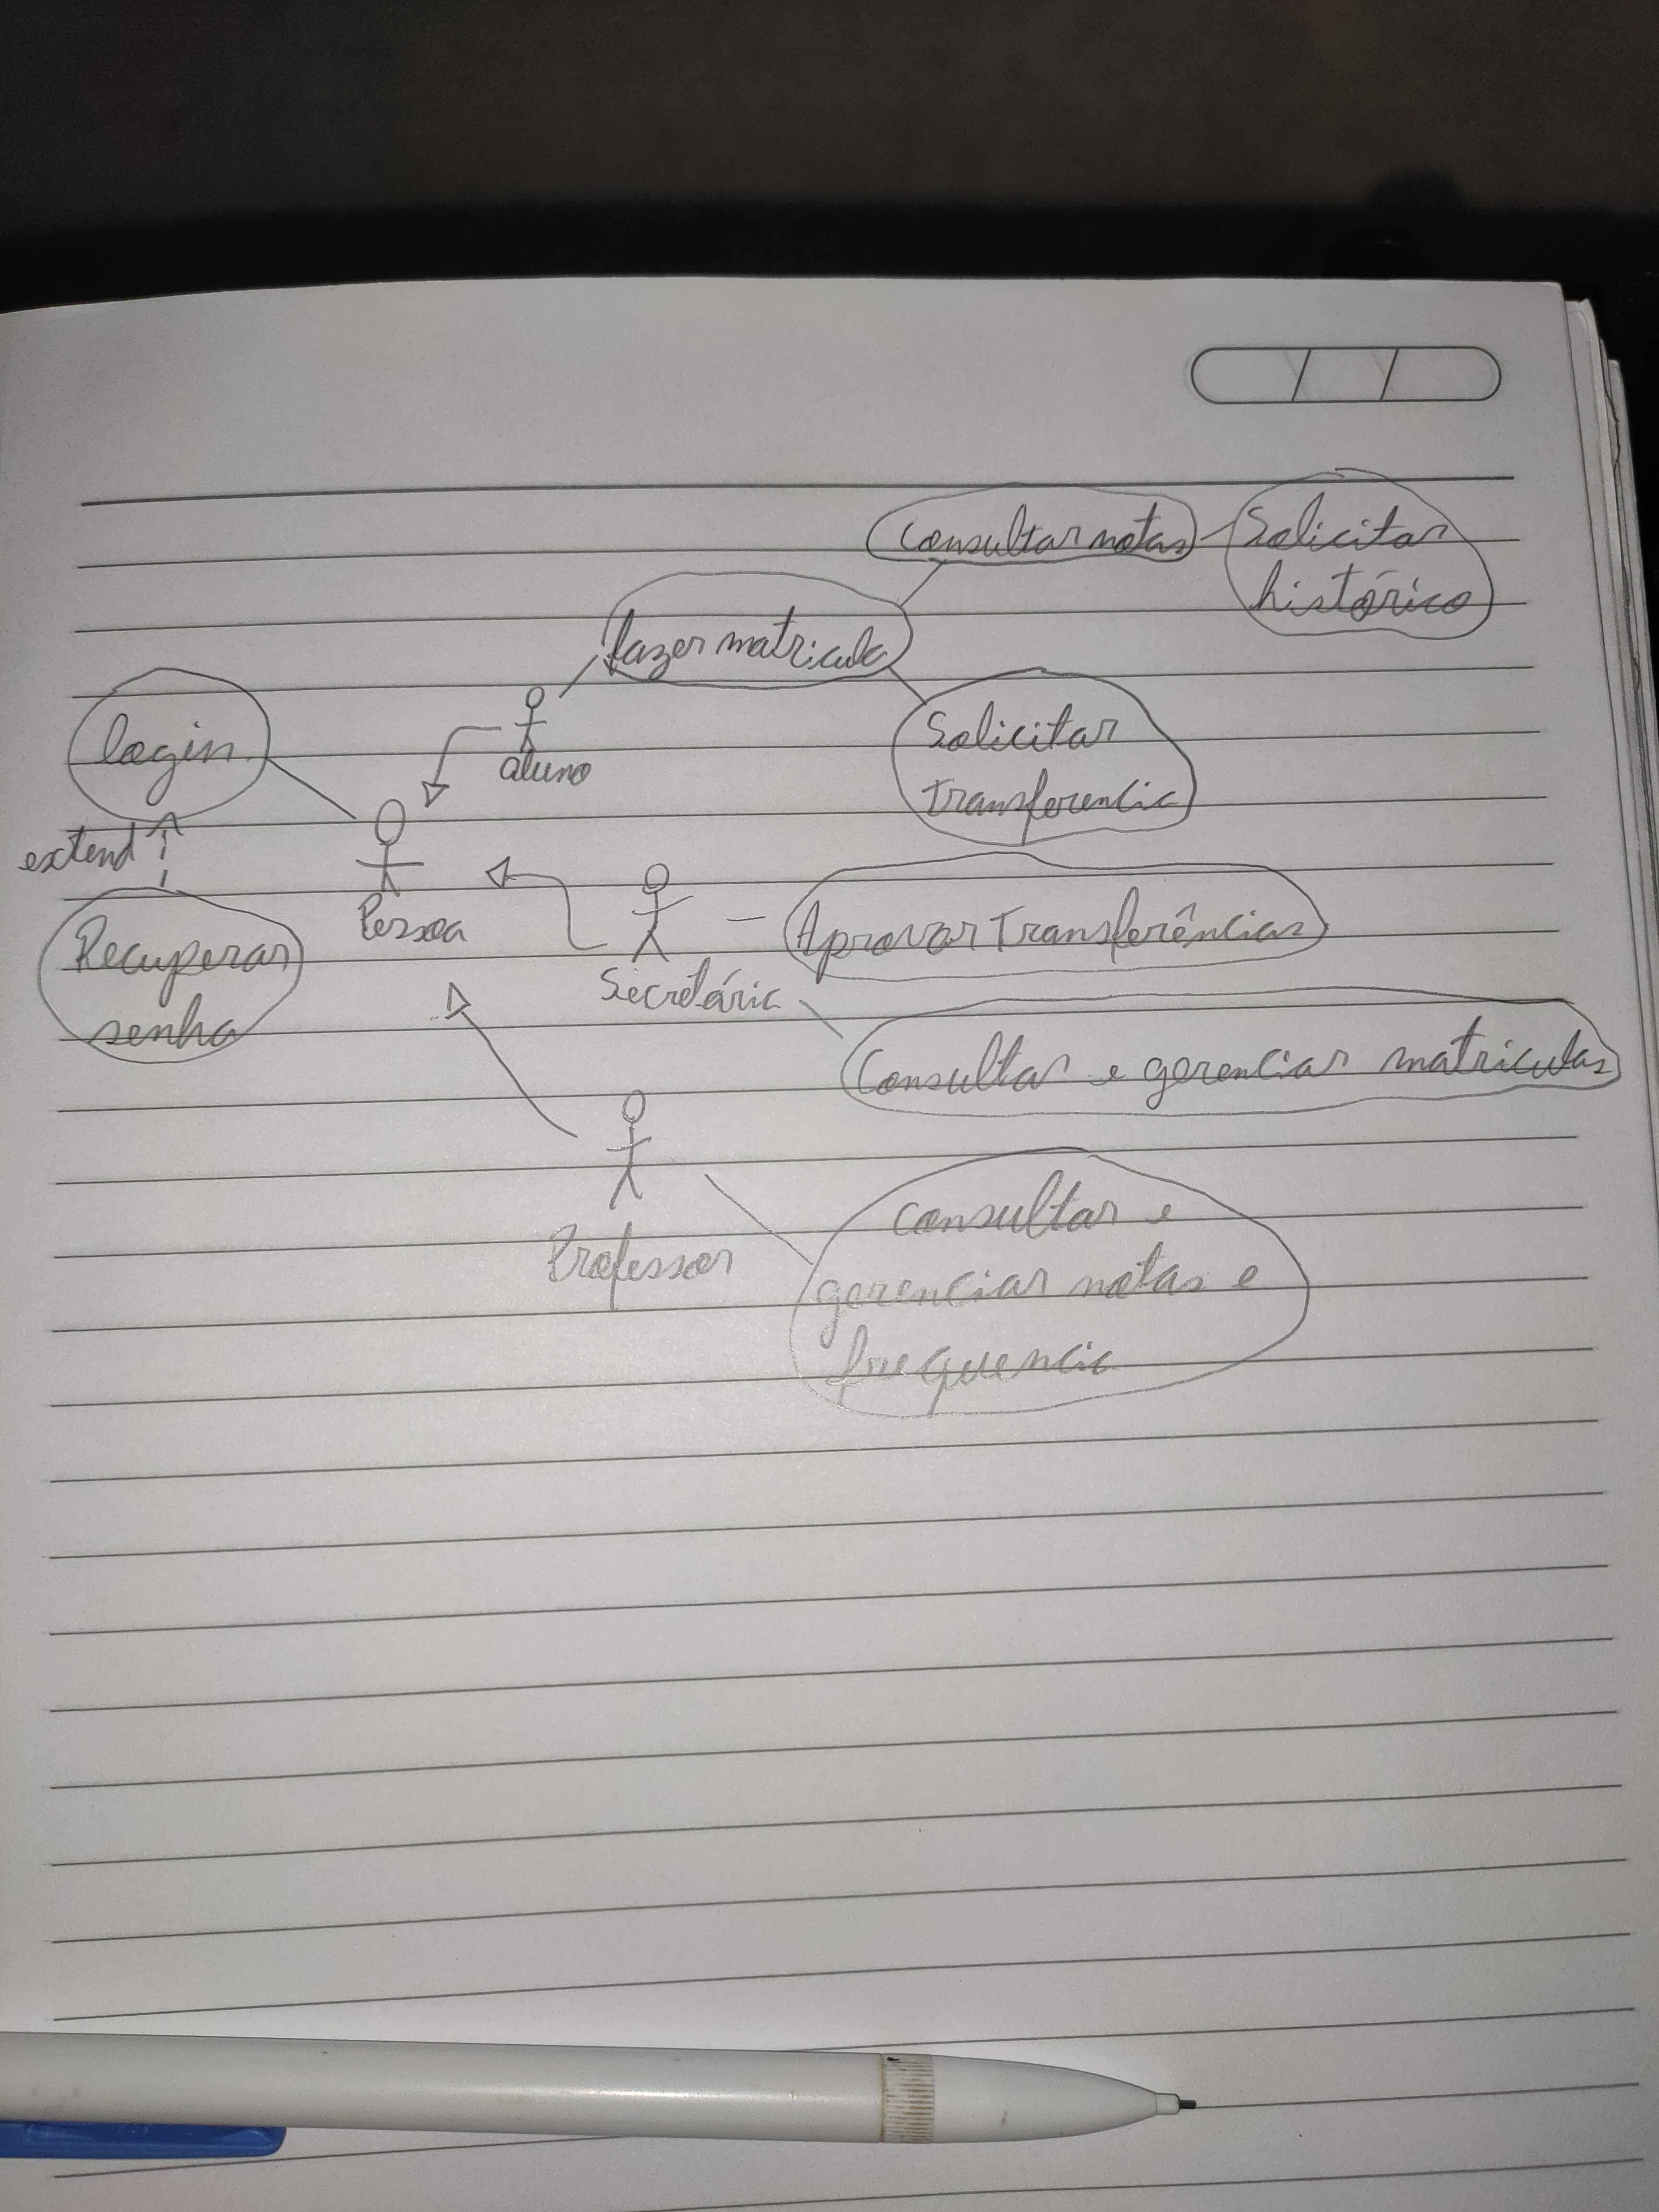 Consultar notas
Solicitar
histórico
fazer matricula
Solicitar
transferencia
login
aluno
extend
Pessoa
Aprovar Transferências
Recuperar
senha
Secretária
Consultar e gerenciar matriculas
Professor
consultar e
gerenciar notas e
frequencia